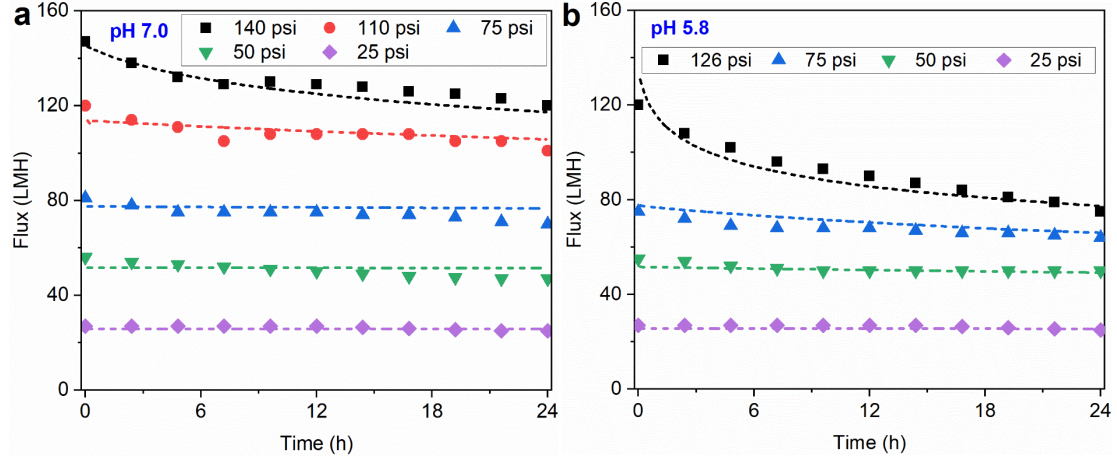 a
pH 7.0
140 psi 110 psi 75 psi
50 psi 25 psi
Flux (LMH)
160
120
80
40
0
0 6 12 18 24
Time (h)
b
pH 5.8
126 psi 75 psi 50 psi 25 psi
Flux (LMH)
160
120
80
40
0
0 6 12 18 24
Time (h)